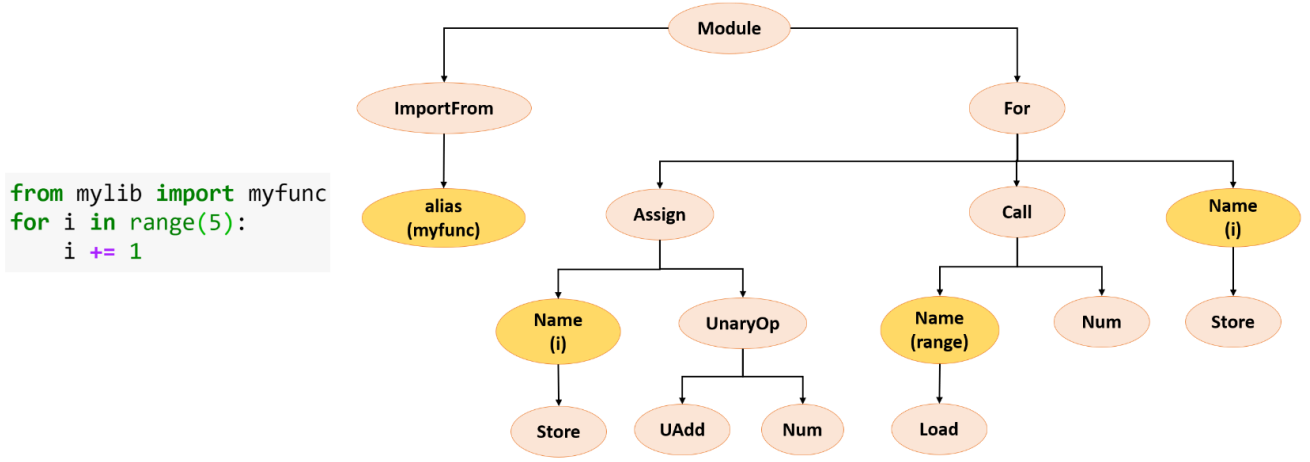 from mylib import myfunc
for i in range(5):
    i += 1
Module
ImportFrom
For
alias
(myfunc)
Assign
Call
Name
(i)
Name
(i)
UnaryOp
Name
(range)
Num
Store
Store
UAdd
Num
Load